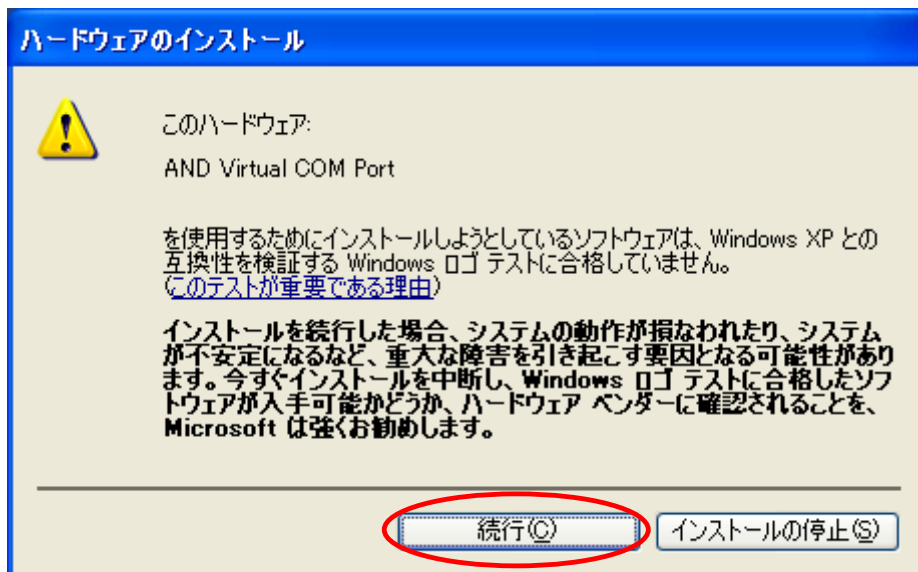 ハードウェアのインストール
このハードウェア:
AND Virtual COM Port
を使用するためにインストールしようとしているソフトウェアは、Windows XP との
互換性を検証する Windows ロゴ テストに合格していません。
(このテストが重要である理由)
インストールを続行した場合、システムの動作が損なわれたり、システム
が不安定になるなど、重大な障害を引き起こす要因となる可能性があり
ます。今すぐインストールを中断し、Windows ロゴ テストに合格したソフ
トウェアが入手可能かどうか、ハードウェア ベンダーに確認されることを、
Microsoft は強くお勧めします。
続行(C) インストールの停止(S)